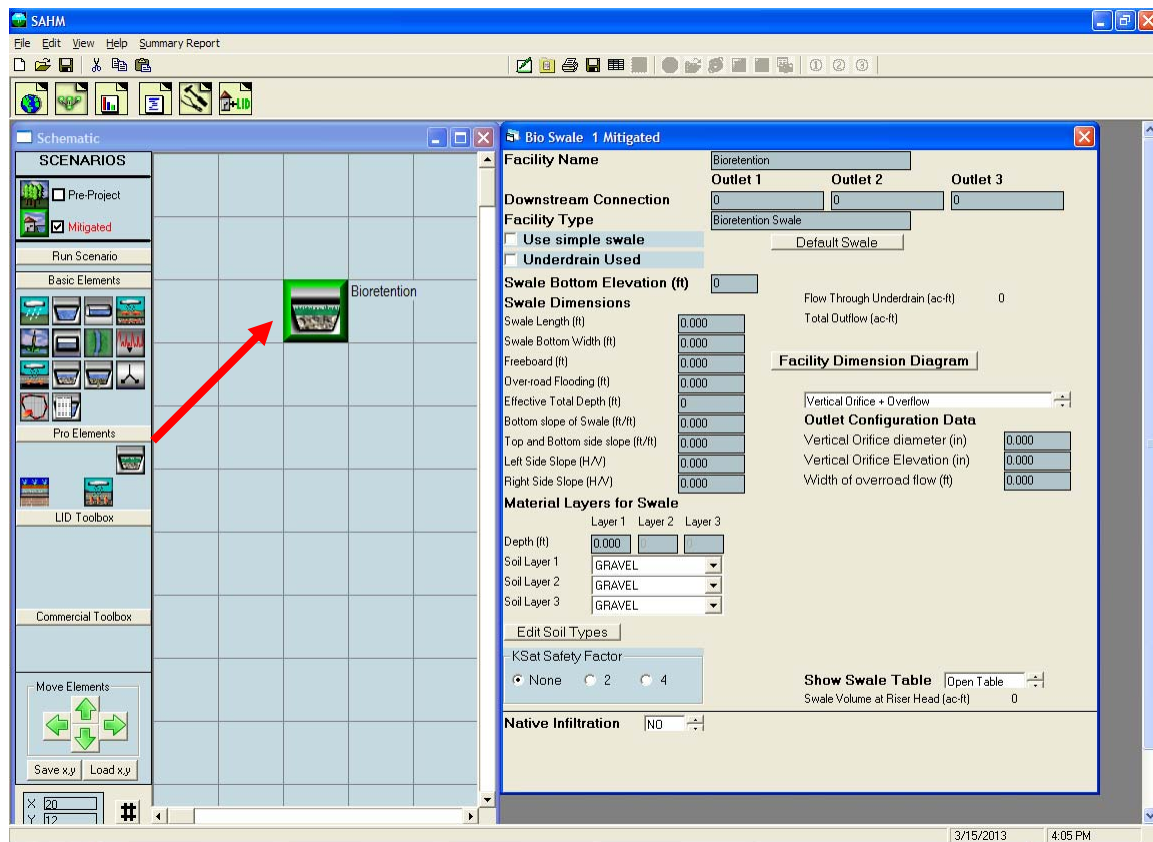 SAHM
File Edit View Help Summary Report
+LID
Schematic
SCENARIOS
Pre-Project
Mitigated
Run Scenario
Basic Elements
Pro Elements
LID Toolbox
Commercial Toolbox
Move Elements
Save x,y Load x,y
X 20
Y 12
#
Bioretention
Bio Swale 1 Mitigated
Facility Name Bioretention
Outlet 1 Outlet 2 Outlet 3
Downstream Connection 0 0 0
Facility Type Bioretention Swale
Use simple swale Default Swale
Underdrain Used
Swale Bottom Elevation (ft) 0
Swale Dimensions
Swale Length (ft) 0.000
Swale Bottom Width (ft) 0.000
Freeboard (ft) 0.000
Over-road Flooding (ft) 0.000
Effective Total Depth (ft) 0
Bottom slope of Swale (ft/ft) 0.000
Top and Bottom side slope (ft/ft) 0.000
Left Side Slope (H/V) 0.000
Right Side Slope (H/V) 0.000
Material Layers for Swale
Layer 1 Layer 2 Layer 3
Depth (ft) 0.000 0 0
Soil Layer 1 GRAVEL
Soil Layer 2 GRAVEL
Soil Layer 3 GRAVEL
Edit Soil Types
KSat Safety Factor
None 2 4
Native Infiltration NO
Flow Through Underdrain (ac-ft) 0
Total Outflow (ac-ft)
Facility Dimension Diagram
Vertical Orifice + Overflow
Outlet Configuration Data
Vertical Orifice diameter (in) 0.000
Vertical Orifice Elevation (in) 0.000
Width of overroad flow (ft) 0.000
Show Swale Table Open Table
Swale Volume at Riser Head (ac-ft) 0
3/15/2013 4:05 PM